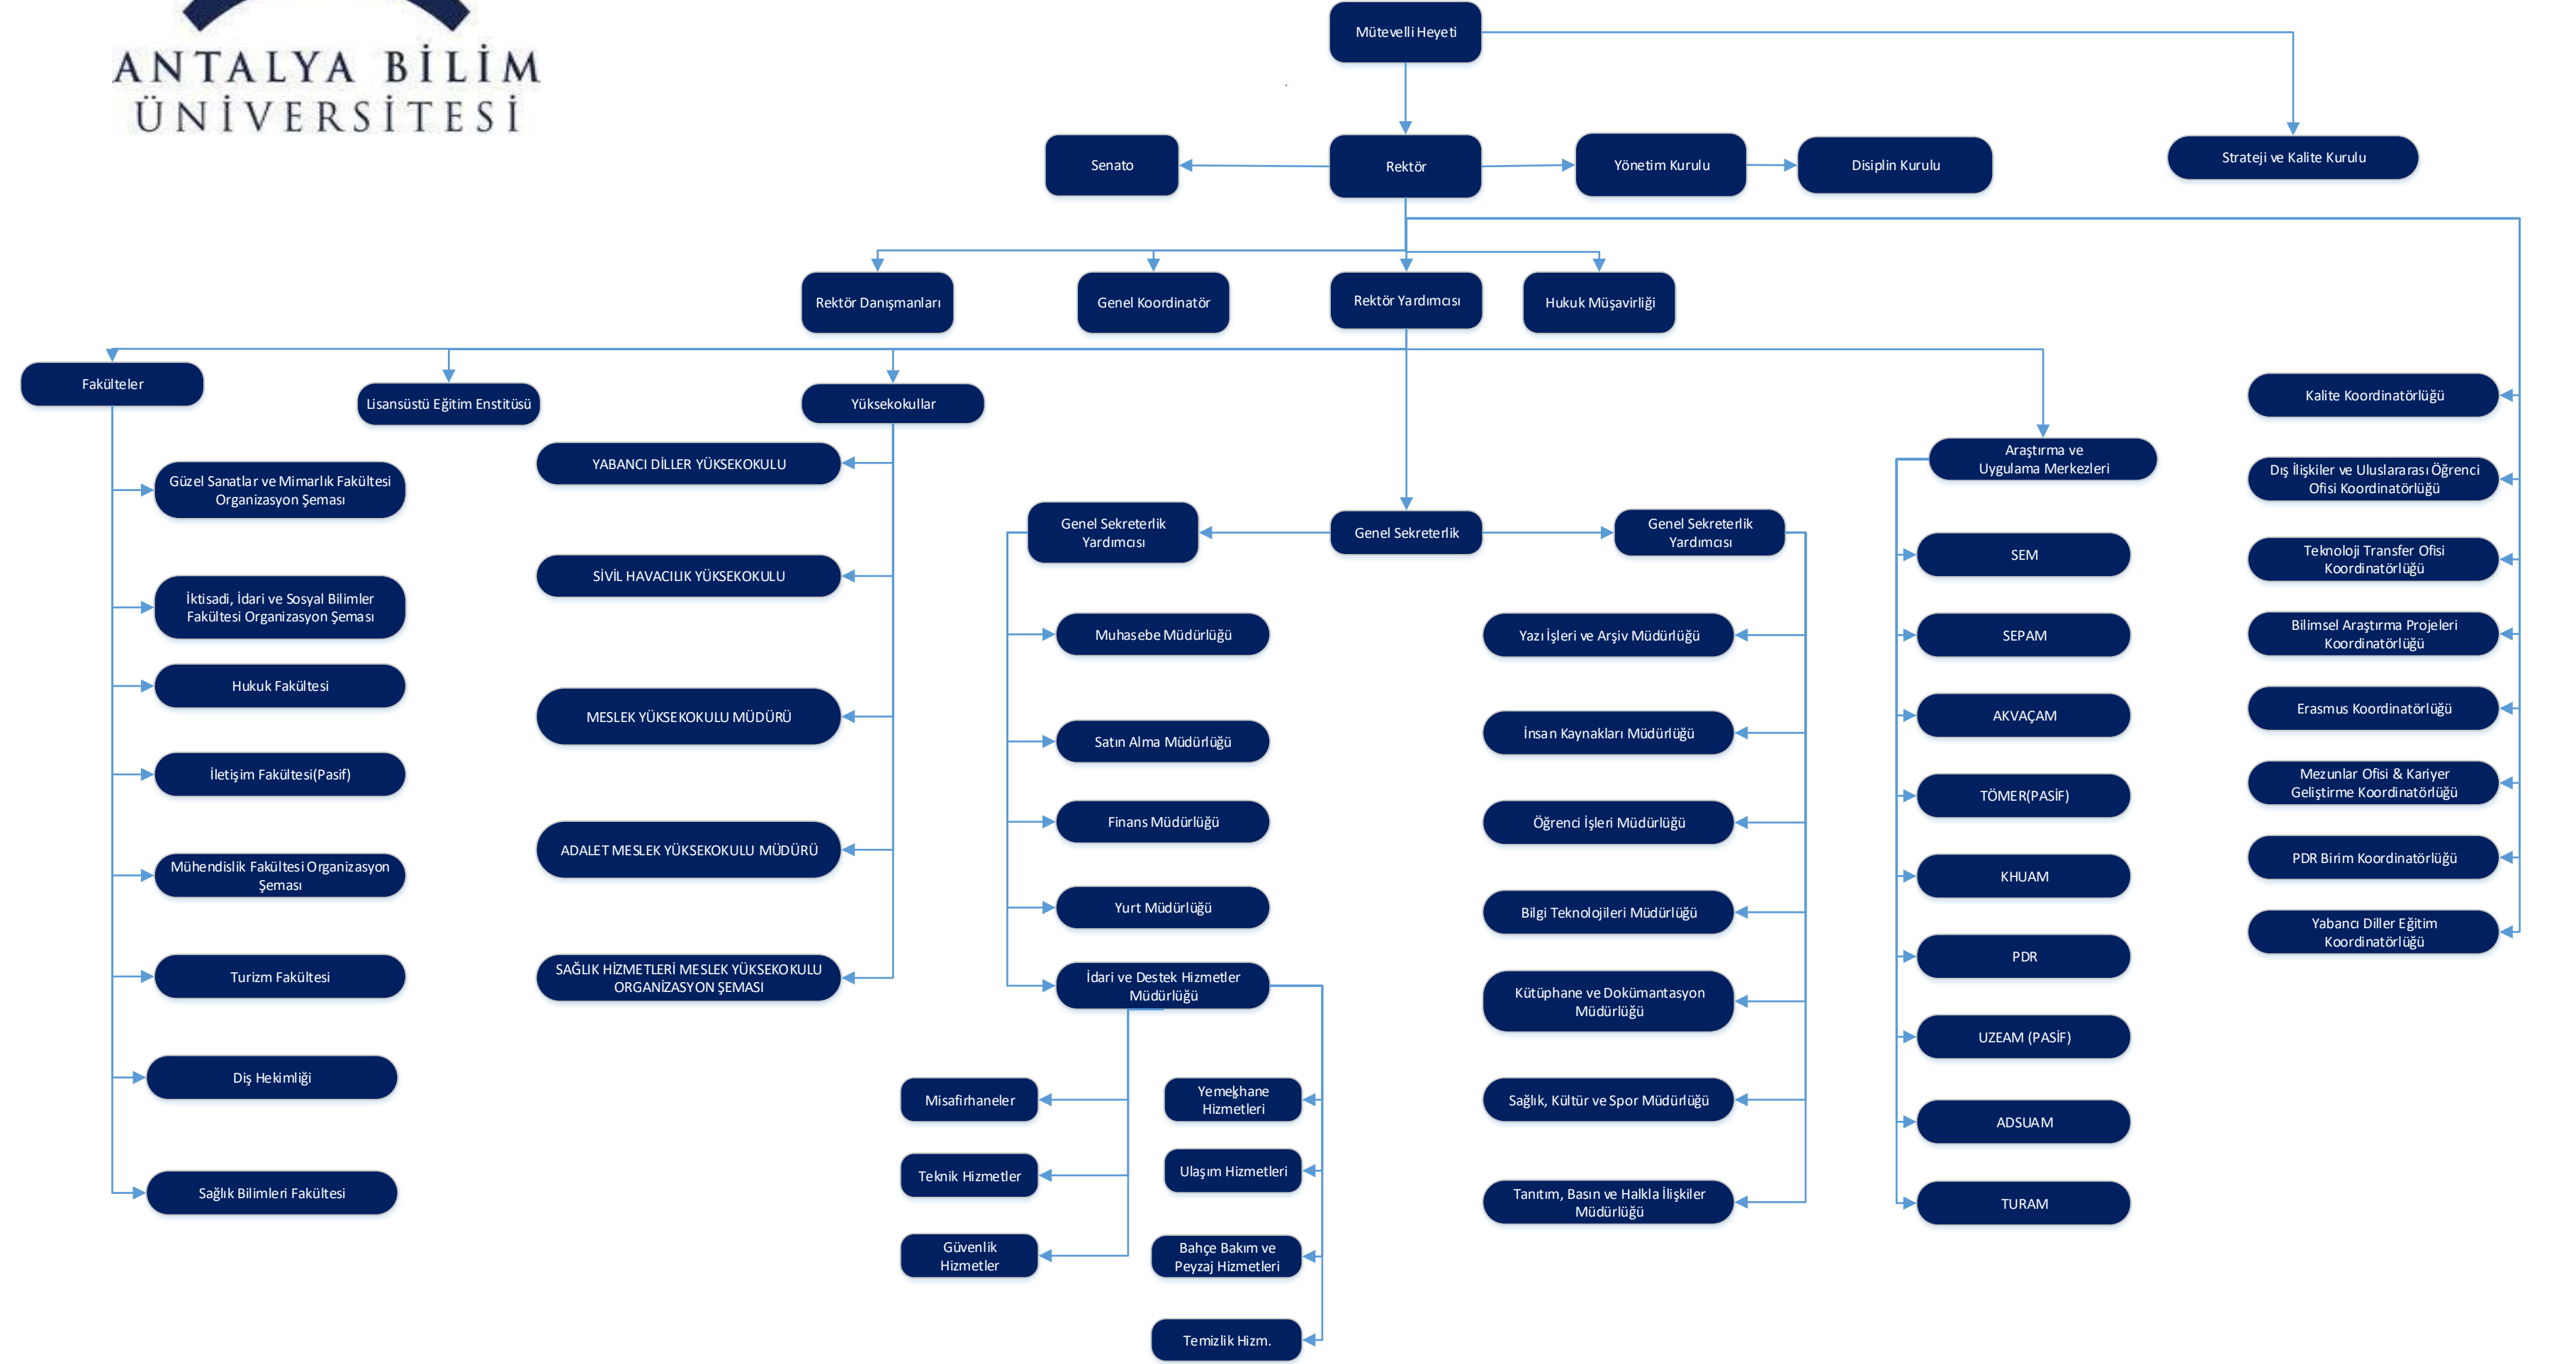 ANTALYA BİLİM
ÜNİVERSİTESİ
Mütevelli Heyeti
Senato
Rektör
Yönetim Kurulu
Disiplin Kurulu
Strateji ve Kalite Kurulu
Rektör Danışmanları
Genel Koordinatör
Rektör Yardımcısı
Hukuk Müşavirliği
Fakülteler
Lisansüstü Eğitim Enstitüsü
Yüksekokullar
Güzel Sanatlar ve Mimarlık Fakültesi
Organizasyon Şeması
İktisadi, İdari ve Sosyal Bilimler
Fakültesi Organizasyon Şeması
Hukuk Fakültesi
İletişim Fakültesi(Pasif)
Mühendislik Fakültesi Organizasyon
Şeması
Turizm Fakültesi
Diş Hekimliği
Sağlık Bilimleri Fakültesi
YABANCI DİLLER YÜKSEKOKULU
SİVİL HAVACILIK YÜKSEKOKULU
MESLEK YÜKSEKOKULU MÜDÜRÜ
ADALET MESLEK YÜKSEKOKULU MÜDÜRÜ
SAĞLIK HİZMETLERİ MESLEK YÜKSEKOKULU
ORGANİZASYON ŞEMASI
Genel Sekreterlik
Yardımcısı
Genel Sekreterlik
Genel Sekreterlik
Yardımcısı
Muhasebe Müdürlüğü
Satın Alma Müdürlüğü
Finans Müdürlüğü
Yurt Müdürlüğü
İdari ve Destek Hizmetler
Müdürlüğü
Misafirhaneler
Teknik Hizmetler
Güvenlik
Hizmetler
Yemekhane
Hizmetleri
Ulaşım Hizmetleri
Bahçe Bakım ve
Peyzaj Hizmetleri
Temizlik Hizm.
Yazı İşleri ve Arşiv Müdürlüğü
İnsan Kaynakları Müdürlüğü
Öğrenci İşleri Müdürlüğü
Bilgi Teknolojileri Müdürlüğü
Kütüphane ve Dokümantasyon
Müdürlüğü
Sağlık, Kültür ve Spor Müdürlüğü
Tanıtım, Basın ve Halkla İlişkiler
Müdürlüğü
Araştırma ve
Uygulama Merkezleri
SEM
SEPAM
AKVAÇAM
TÖMER(PASİF)
KHUAM
PDR
UZEAM (PASİF)
ADSUAM
TURAM
Kalite Koordinatörlüğü
Dış İlişkiler ve Uluslararası Öğrenci
Ofisi Koordinatörlüğü
Teknoloji Transfer Ofisi
Koordinatörlüğü
Bilimsel Araştırma Projeleri
Koordinatörlüğü
Erasmus Koordinatörlüğü
Mezunlar Ofisi & Kariyer
Geliştirme Koordinatörlüğü
PDR Birim Koordinatörlüğü
Yabancı Diller Eğitim
Koordinatörlüğü